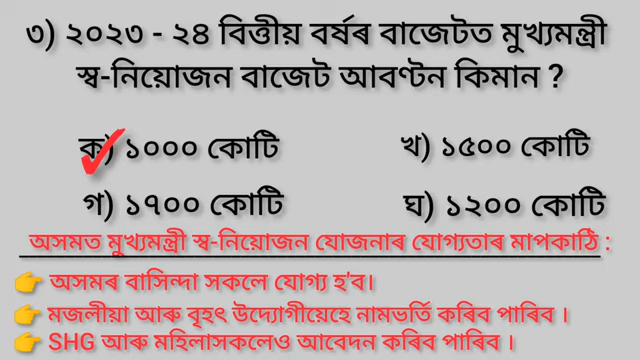 ৩) ২০২৩ - ২৪ বিত্তীয় বৰ্ষৰ বাজেটত মুখ্যমন্ত্ৰী
স্ব-নিয়োজন বাজেট আবণ্টন কিমান ?
ক) ১০০০ কোটি
খ) ১৫০০ কোটি
গ) ১৭০০ কোটি
ঘ) ১২০০ কোটি
অসমত মুখ্যমন্ত্ৰী স্ব-নিয়োজন যোজনাৰ যোগ্যতাৰ মাপকাঠি :
👉 অসমৰ বাসিন্দা সকলে যোগ্য হ'ব।
👉 মজলীয়া আৰু বৃহৎ উদ্যোগীয়েহে নামভৰ্তি কৰিব পাৰিব ।
👉 SHG আৰু মহিলাসকলেও আবেদন কৰিব পাৰিব ।